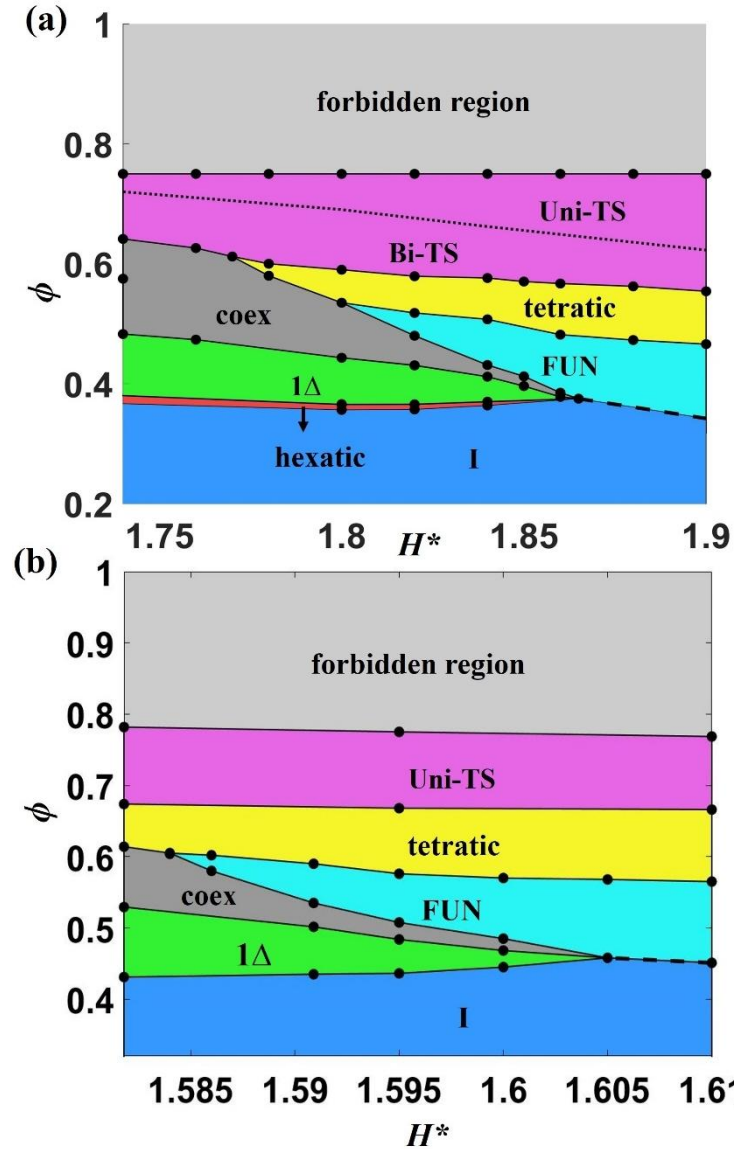 (a)
1
forbidden region
0.8
Uni-TS
Bi-TS
0.6
ϕ
tetratic
coex
FUN
0.4
1Δ
hexatic
I
0.2
1.75
1.8
H*
1.85
1.9
(b)
1
0.9
forbidden region
0.8
Uni-TS
0.7
ϕ
tetratic
0.6
coex
FUN
0.5
1Δ
0.4
I
1.585
1.59
1.595
1.6
1.605
1.61
H*